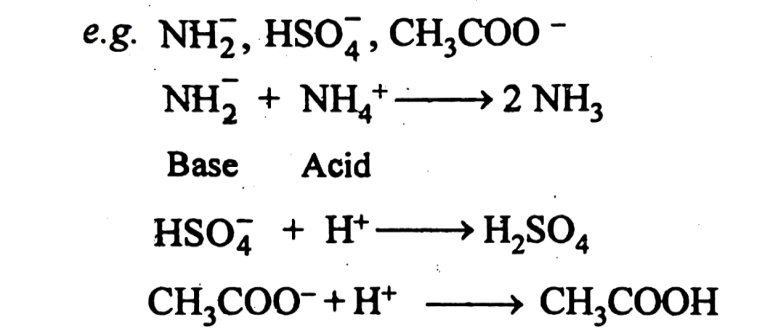 e.g. NH₂⁻, HSO₄⁻, CH₃COO⁻
NH₂⁻ + NH₄⁺ ⟶ 2 NH₃
Base Acid
HSO₄⁻ + H⁺ ⟶ H₂SO₄
CH₃COO⁻ + H⁺ ⟶ CH₃COOH